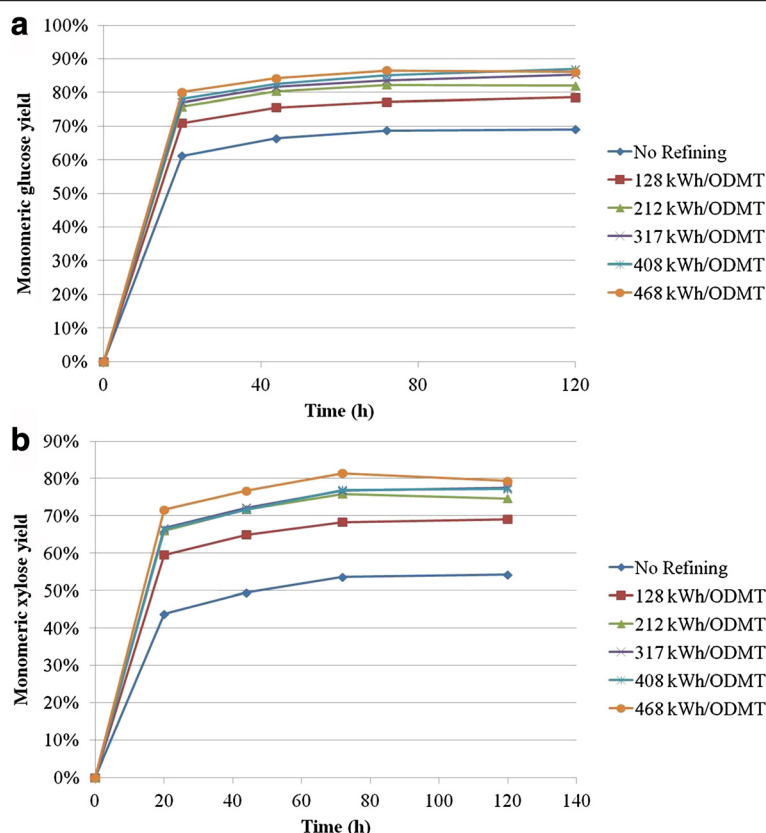 a
100%
90%
80%
70%
60%
50%
40%
30%
20%
10%
0%
Monomeric glucose yield
0 40 80 120
Time (h)
No Refining
128 kWh/ODMT
212 kWh/ODMT
317 kWh/ODMT
408 kWh/ODMT
468 kWh/ODMT
b
90%
80%
70%
60%
50%
40%
30%
20%
10%
0%
Monomeric xylose yield
0 20 40 60 80 100 120 140
Time (h)
No Refining
128 kWh/ODMT
212 kWh/ODMT
317 kWh/ODMT
408 kWh/ODMT
468 kWh/ODMT